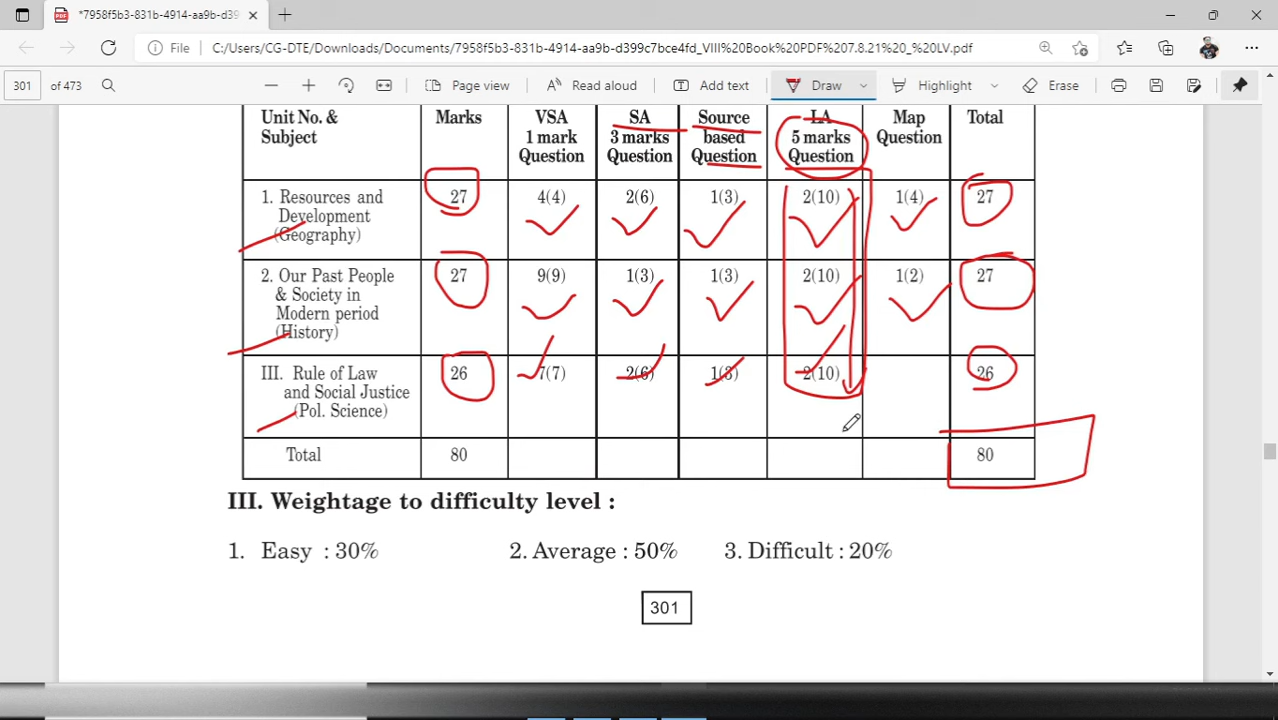 *7958f5b3-831b-4914-aa9b-d39
File C:/Users/CG-DTE/Downloads/Documents/7958f5b3-831b-4914-aa9b-d399c7bce4fd_VIII%20Book%20PDF%207.8.21%20_%20LV.pdf
301 of 473 Page view Read aloud Add text Draw Highlight Erase
Unit No. & Subject Marks VSA 1 mark Question SA 3 marks Question Source based Question LA 5 marks Question Map Question Total
1. Resources and Development (Geography) 27 4(4) 2(6) 1(3) 2(10) 1(4) 27
2. Our Past People & Society in Modern period (History) 27 9(9) 1(3) 1(3) 2(10) 1(2) 27
III. Rule of Law and Social Justice (Pol. Science) 26 7(7) 2(6) 1(3) 2(10) 26
Total 80 80
III. Weightage to difficulty level :
1. Easy : 30% 2. Average : 50% 3. Difficult : 20%
301